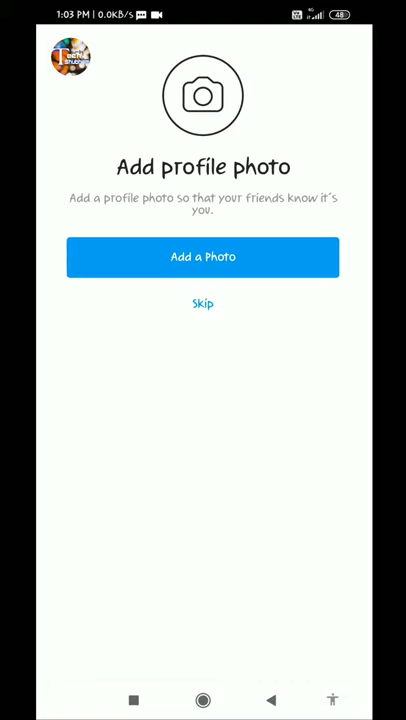 1:03 PM | 0.0KB/s
4G
48
Add profile photo
Add a profile photo so that your friends know it's
you.
Add a Photo
Skip